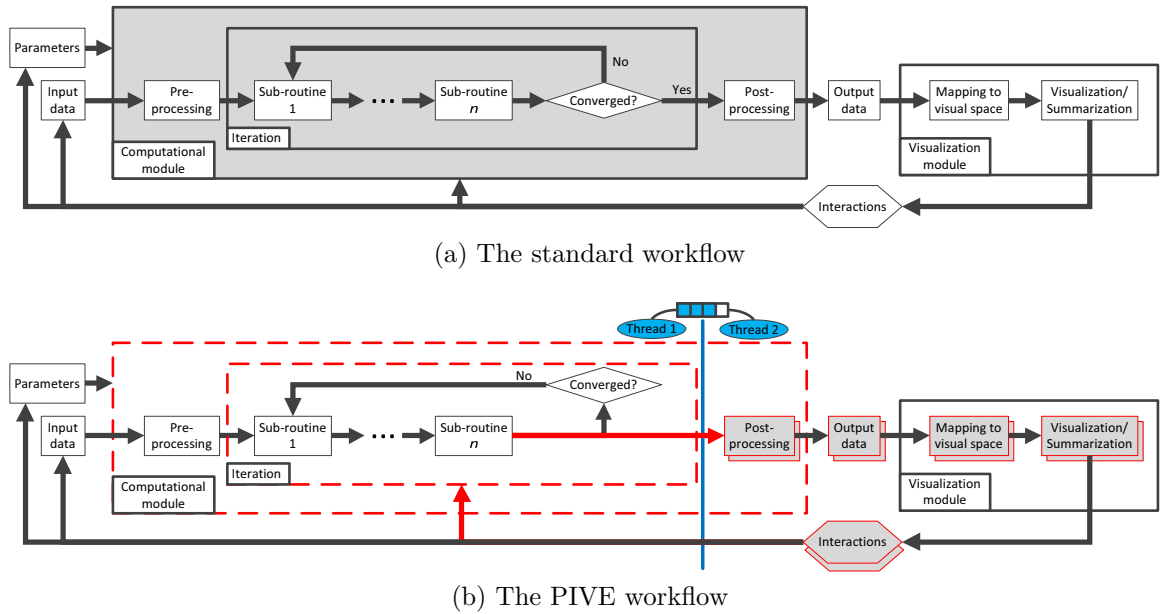 Parameters
No
Input
data
Pre-
processing
Sub-routine
1
Sub-routine
n
Converged?
Yes
Post-
processing
Output
data
Mapping to
visual space
Visualization/
Summarization
Iteration
Computational
module
Visualization
module
Interactions
(a) The standard workflow
Thread 1
Thread 2
Parameters
No
Converged?
Input
data
Pre-
processing
Sub-routine
1
Sub-routine
n
Post-
processing
Output
data
Mapping to
visual space
Visualization/
Summarization
Iteration
Computational
module
Visualization
module
Interactions
(b) The PIVE workflow